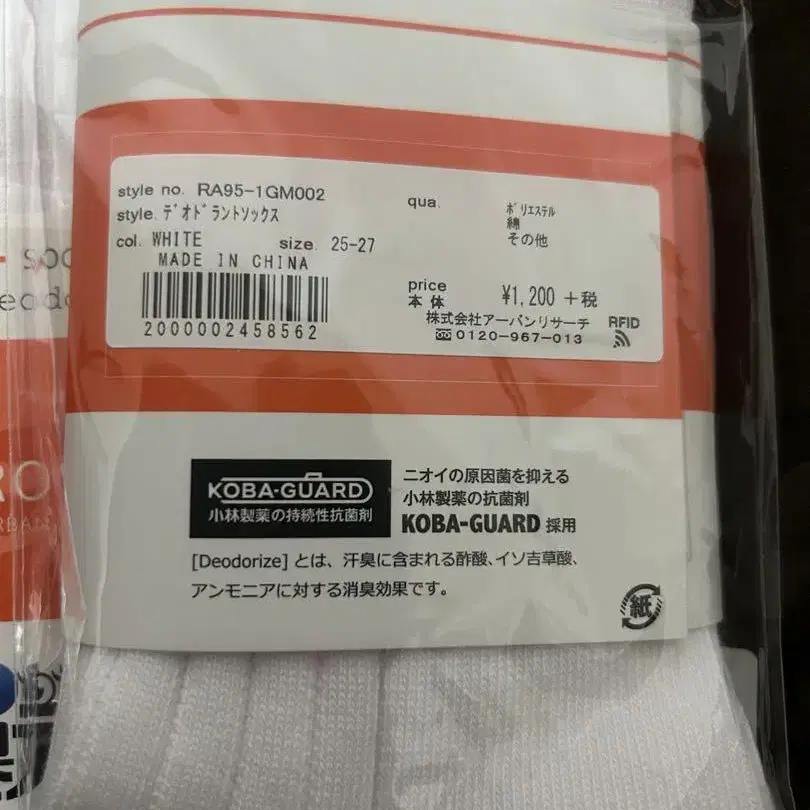 style no. RA95-1GM002
style. ﾃﾞｵﾄﾞﾗﾝﾄｿｯｸｽ
col. WHITE size. 25-27
MADE IN CHINA
2000002458562
qua. ﾎﾟﾘｴｽﾃﾙ
綿
その他
price
本体 ¥1,200 +税
株式会社アーバンリサーチ
0120-967-013
RFID
KOBA-GUARD
小林製薬の持続性抗菌剤
ニオイの原因菌を抑える
小林製薬の抗菌剤
KOBA-GUARD 採用
[Deodorize] とは、汗臭に含まれる酢酸、イソ吉草酸、
アンモニアに対する消臭効果です。
紙